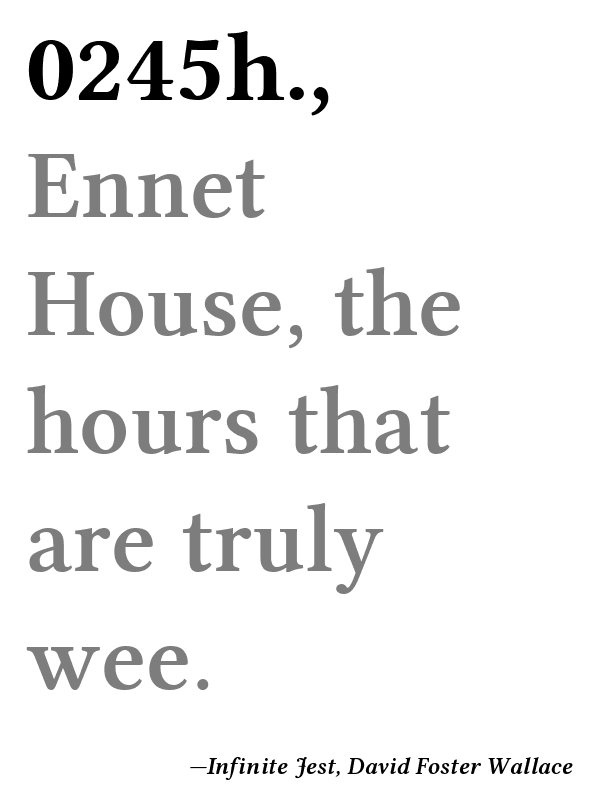 0245h.,
Ennet
House, the
hours that
are truly
wee.
—Infinite Jest, David Foster Wallace